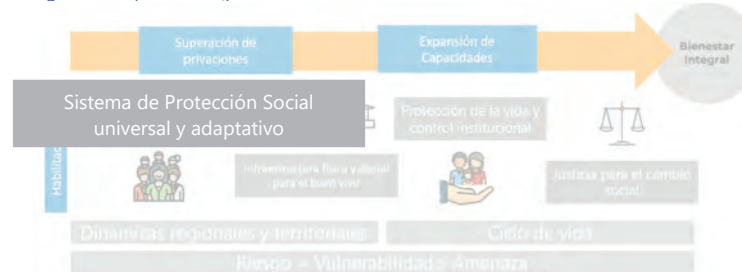 Superación de
privaciones
Expansión de
Capacidades
Bienestar
Integral
Sistema de Protección Social
universal y adaptativo
Protección de la vida y
control institucional
Infraestructura física y digital
para el buen vivir
Justicia para el cambio
social
Dinámicas regionales y territoriales
Ciclo de vida
Riesgo = Vulnerabilidad * Amenaza